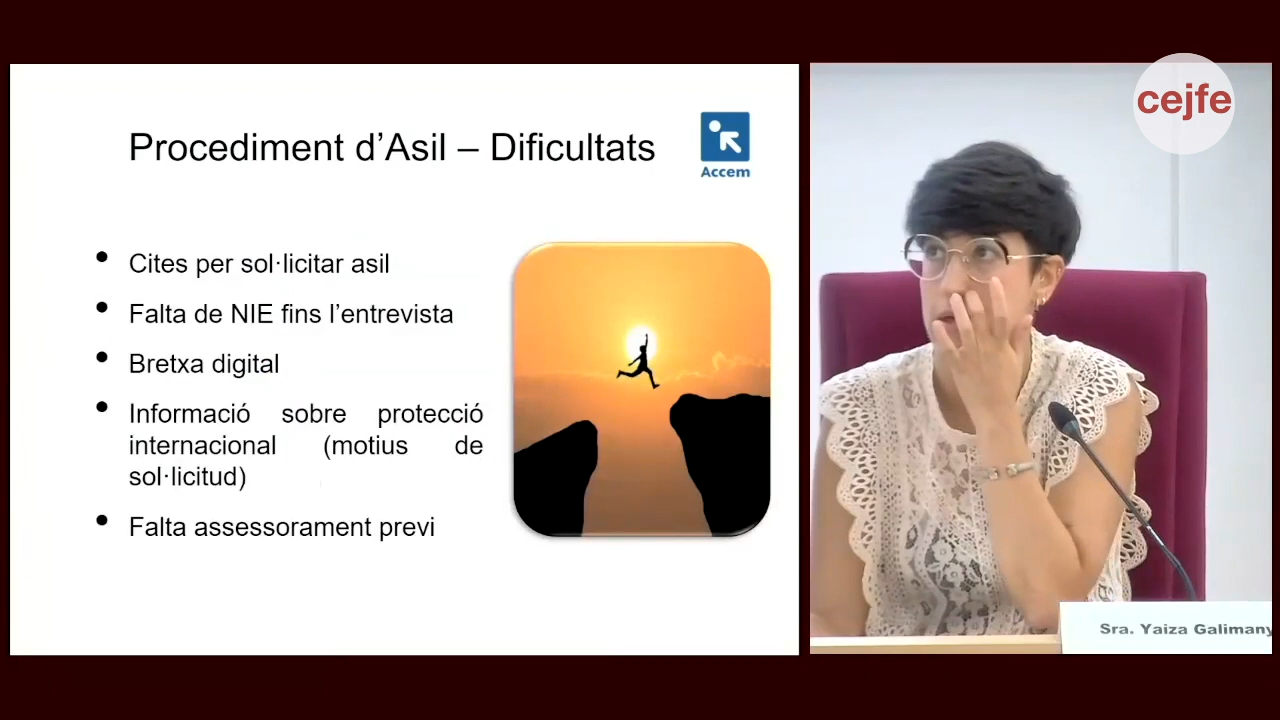 Procediment d’Asil – Dificultats
Accem
• Cites per sol·licitar asil
• Falta de NIE fins l’entrevista
• Bretxa digital
• Informació sobre protecció
internacional (motius de
sol·licitud)
• Falta assessorament previ
cejfe
Sra. Yaiza Galimany